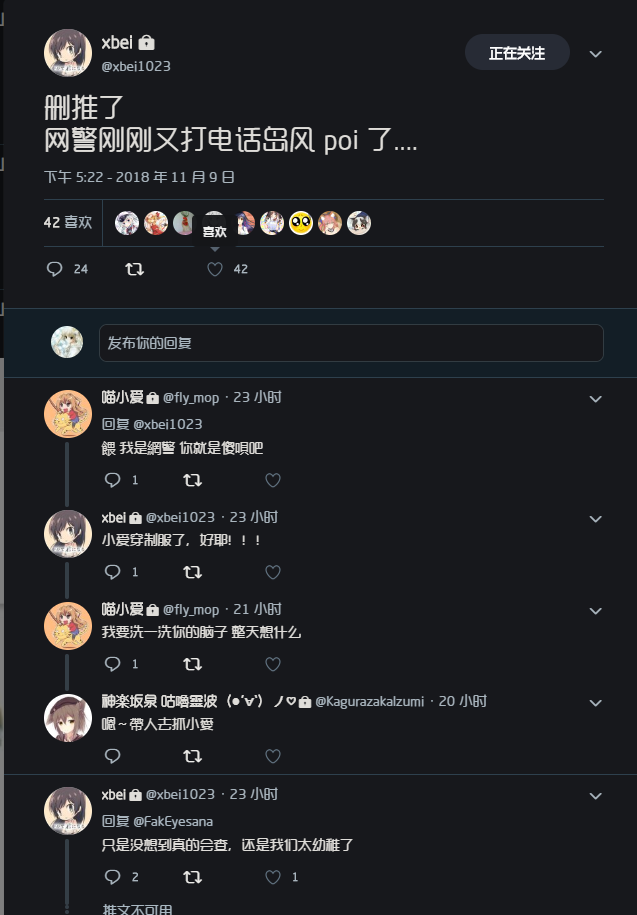 xbei
@xbei1023
正在关注
删推了
网警刚刚又打电话岛风 poi 了....
下午 5:22 - 2018 年 11 月 9 日
42 喜欢
喜欢
24
42
发布你的回复
喵小爱 @fly_mop · 23 小时
回复 @xbei1023
餵 我是網警 你就是傻唄吧
1
xbei @xbei1023 · 23 小时
小爱穿制服了，好耶！！！
1
喵小爱 @fly_mop · 21 小时
我要洗一洗你的脑子 整天想什么
1
神楽坂泉 咕噜靈波（●´∀`）ノ♡ @KagurazakaIzumi · 20 小时
嗯～帶人去抓小愛
xbei @xbei1023 · 23 小时
回复 @FakEyesana
只是没想到真的会查，还是我们太幼稚了
2
1
推文不可用